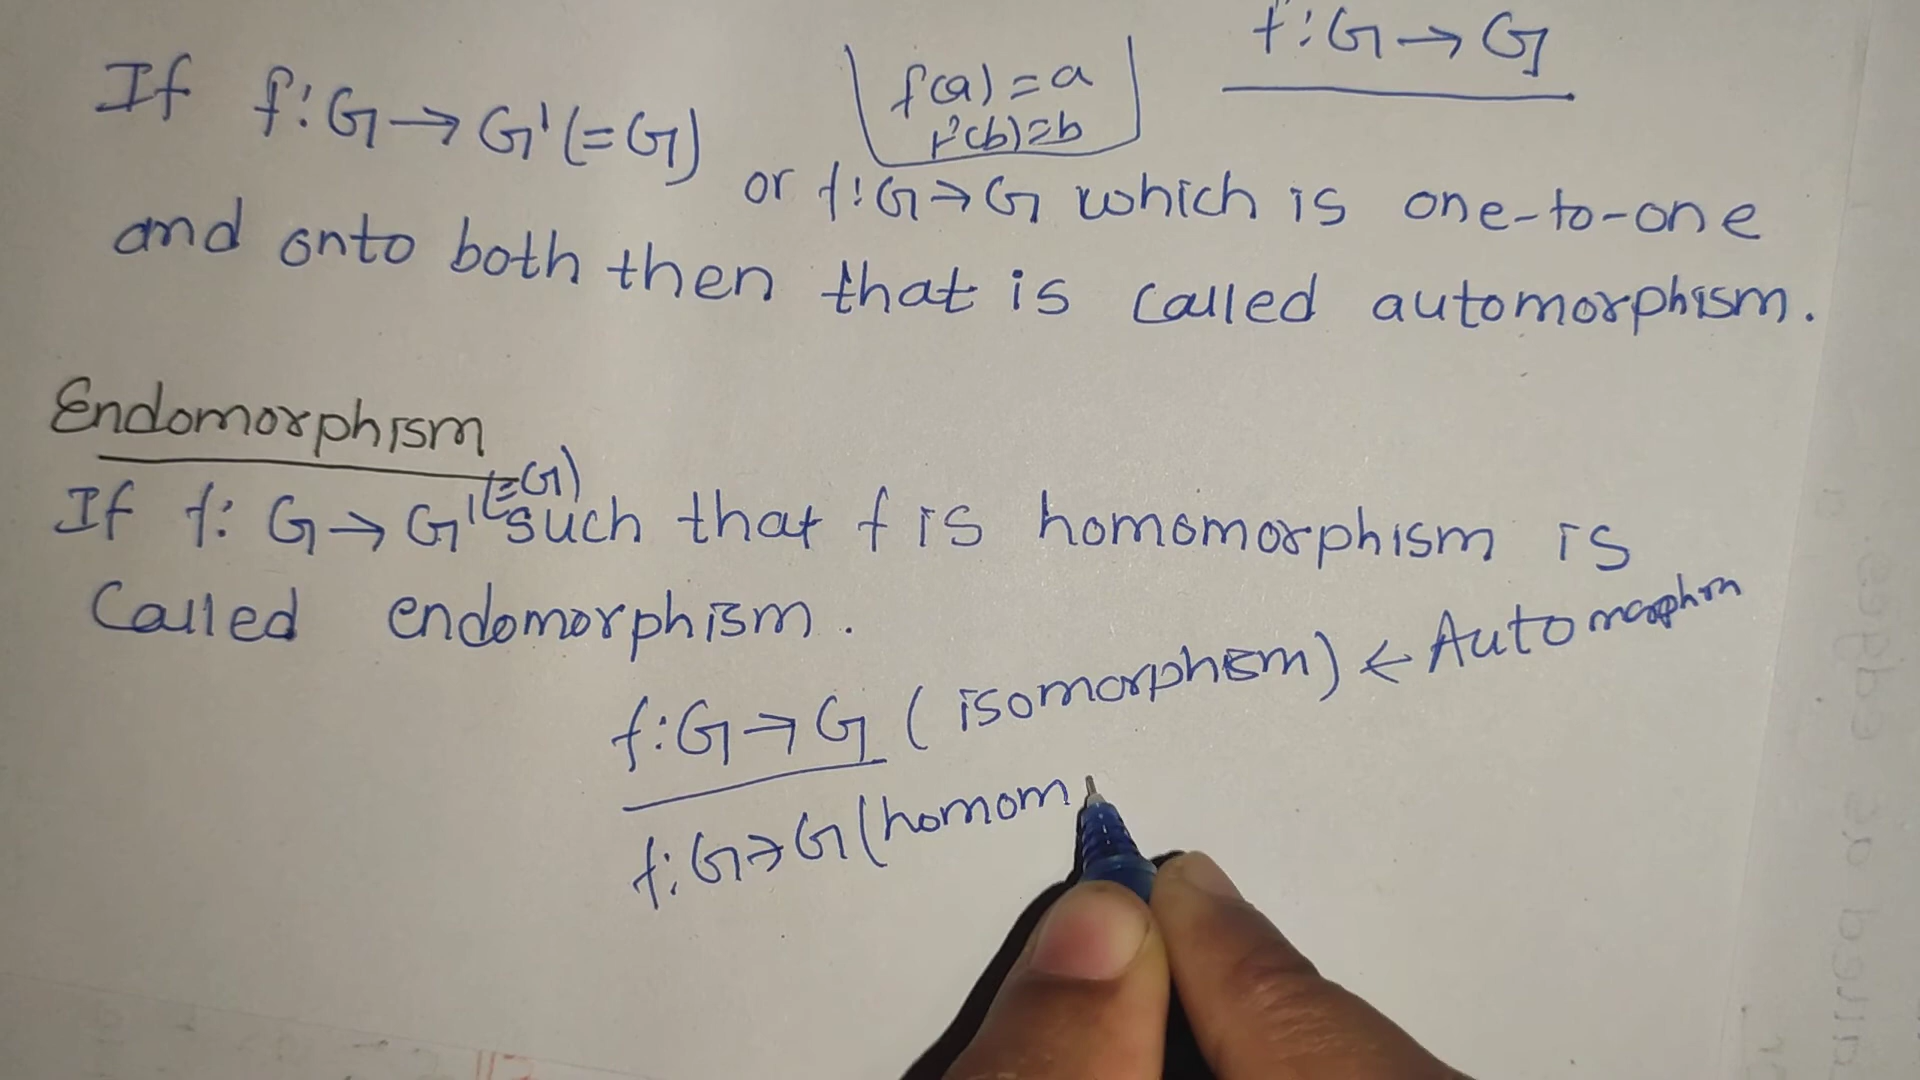 f:G→G
If f:G→G'(=G)
f(a)=a
f(b)=b
or f:G→G which is one-to-one
and onto both then that is called automorphism.
Endomorphism
If f: G→G'(=G) such that f is homomorphism is
Called endomorphism.
f:G→G (isomorphism) ← Automorphm
f:G→G (homom